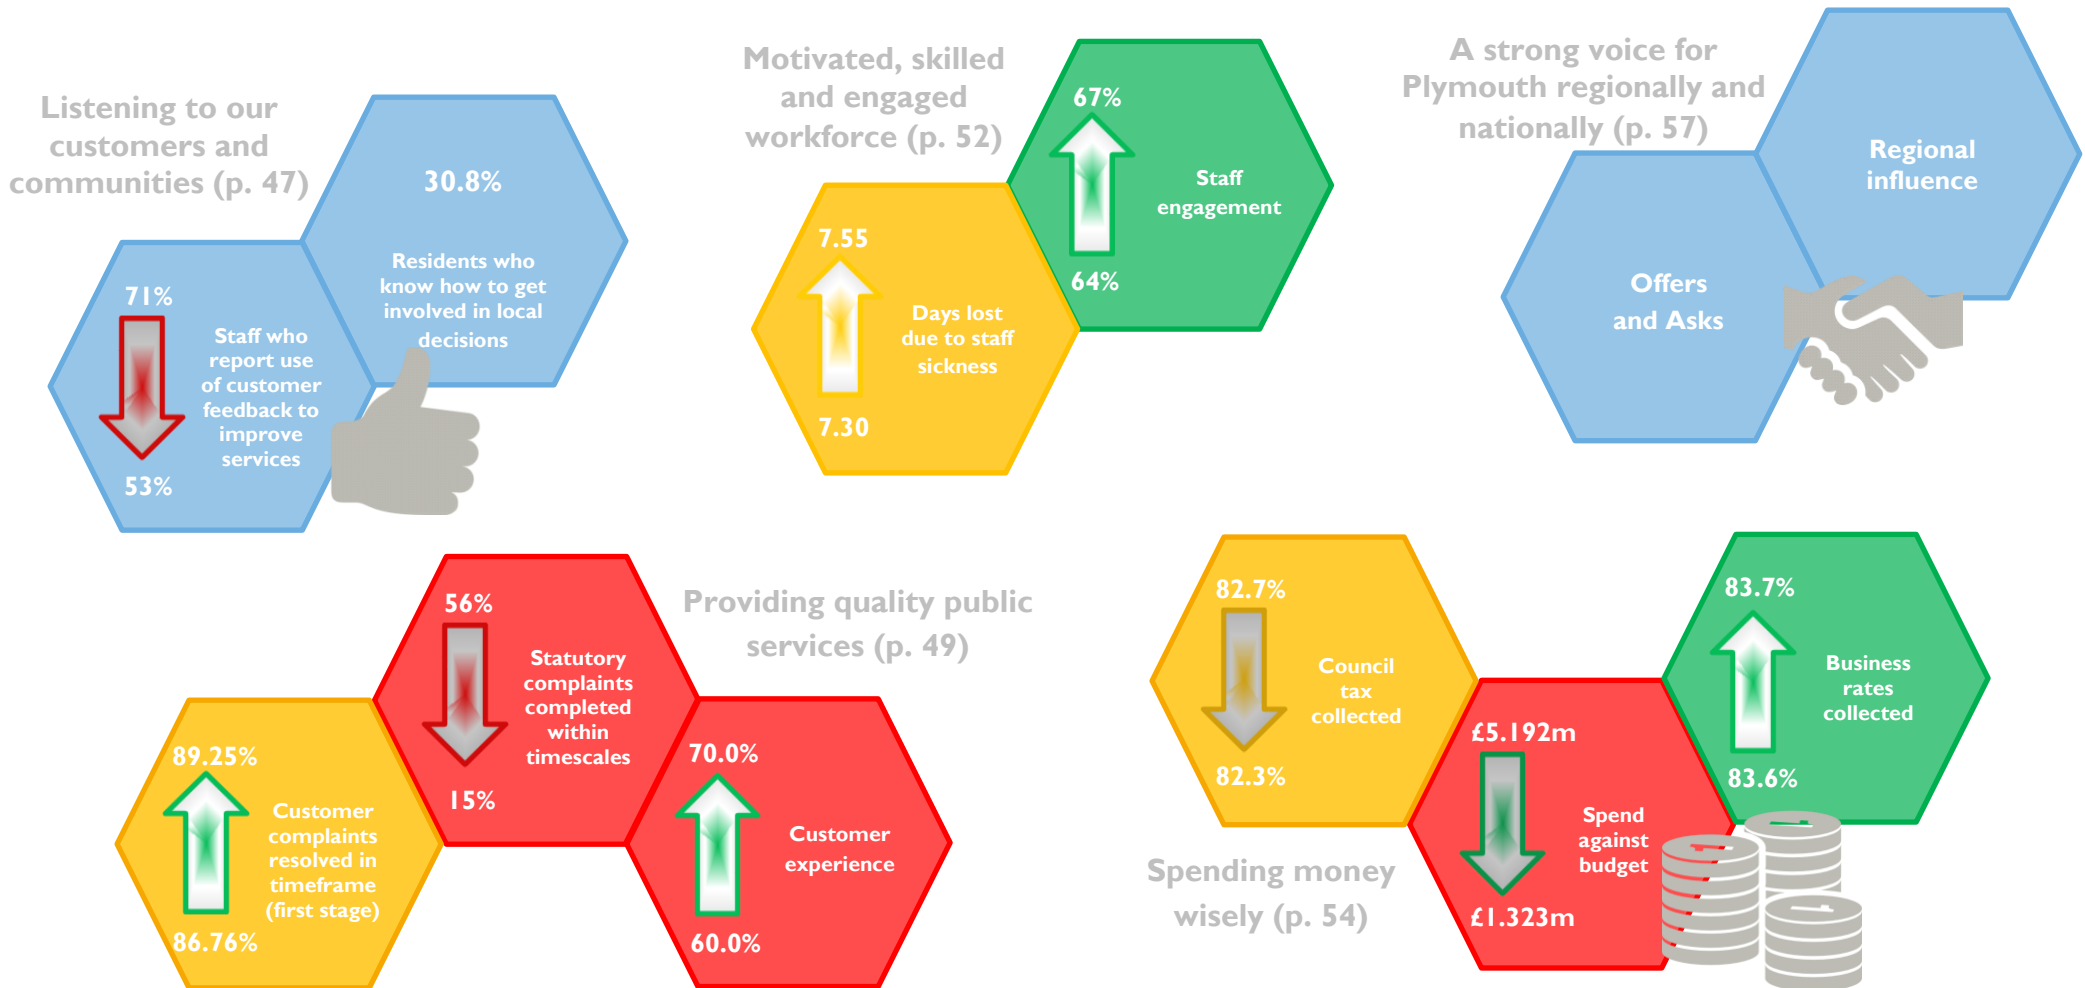 Listening to our
customers and
communities (p. 47)
30.8%
Residents who
know how to get
involved in local
decisions
71%
Staff who
report use
of customer
feedback to
improve
services
53%
Motivated, skilled
and engaged
workforce (p. 52)
67%
Staff
engagement
64%
7.55
Days lost
due to staff
sickness
7.30
A strong voice for
Plymouth regionally and
nationally (p. 57)
Regional
influence
Offers
and Asks
Providing quality public
services (p. 49)
56%
Statutory
complaints
completed
within
timescales
15%
89.25%
Customer
complaints
resolved in
timeframe
(first stage)
86.76%
70.0%
Customer
experience
60.0%
Spending money
wisely (p. 54)
82.7%
Council
tax
collected
82.3%
£5.192m
Spend
against
budget
£1.323m
83.7%
Business
rates
collected
83.6%